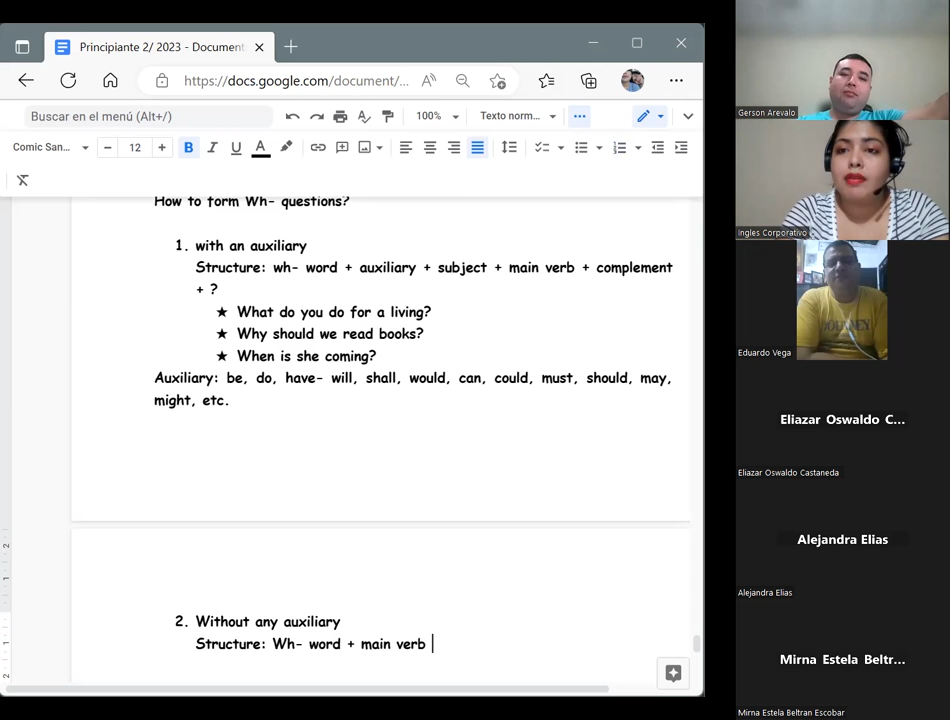 Principiante 2/ 2023 - Document
https://docs.google.com/document/...
Buscar en el menú (Alt+/)
100%
Texto norm...
Comic San...
12
B
I
U
A
How to form Wh- questions?
1. with an auxiliary
Structure: wh- word + auxiliary + subject + main verb + complement
+ ?
★ What do you do for a living?
★ Why should we read books?
★ When is she coming?
Auxiliary: be, do, have- will, shall, would, can, could, must, should, may,
might, etc.
2. Without any auxiliary
Structure: Wh- word + main verb
Gerson Arevalo
Ingles Corporativo
Eduardo Vega
Eliazar Oswaldo C...
Eliazar Oswaldo Castaneda
Alejandra Elias
Alejandra Elias
Mirna Estela Beltr...
Mirna Estela Beltran Escobar